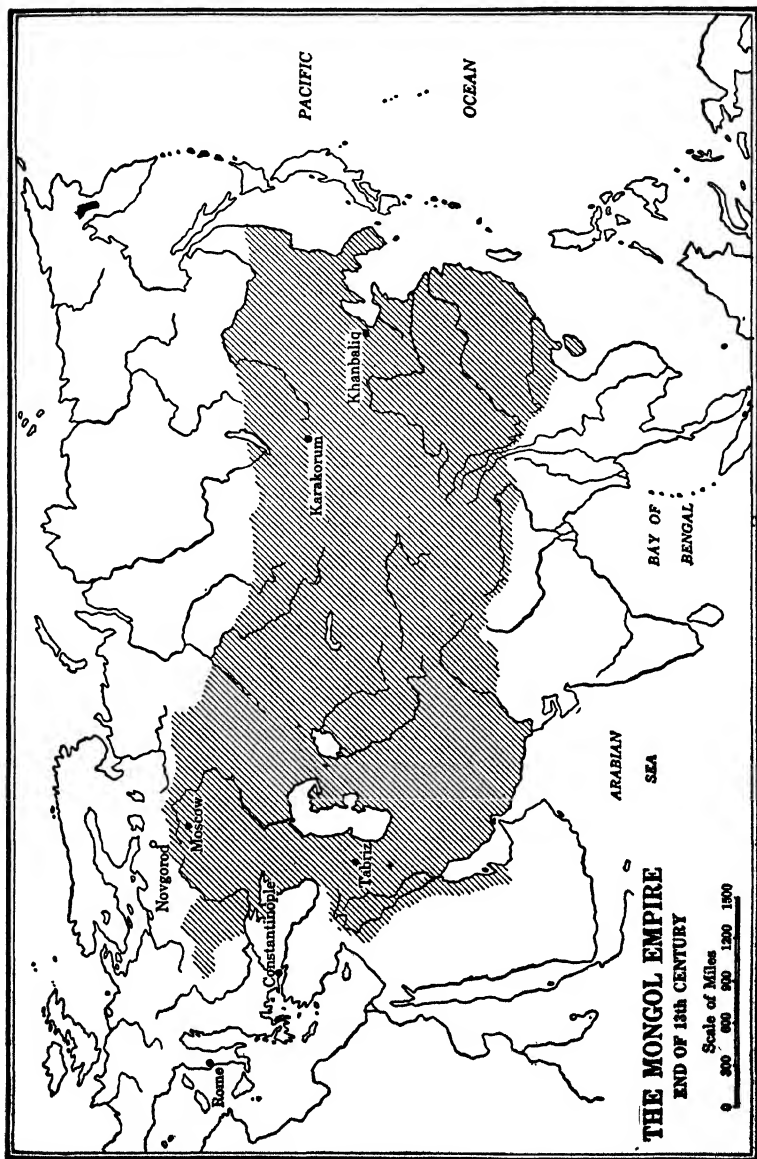 PACIFIC
OCEAN
Novgorod
Moscow
Rome
Constantinople
Tabriz
Karakorum
Khanbaliq
ARABIAN
SEA
BAY OF
BENGAL
THE MONGOL EMPIRE
END OF 13th CENTURY
Scale of Miles
0 300 600 900 1200 1500